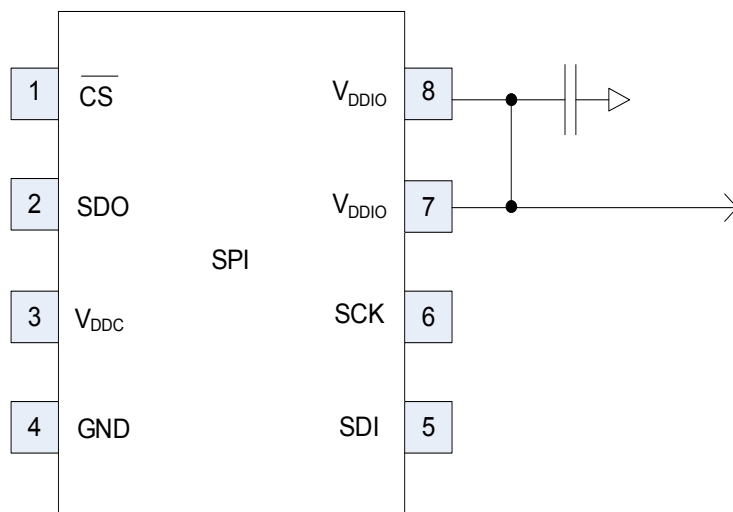 1 CS V_DDIO 8
2 SDO V_DDIO 7
SPI
3 V_DDC SCK 6
4 GND SDI 5